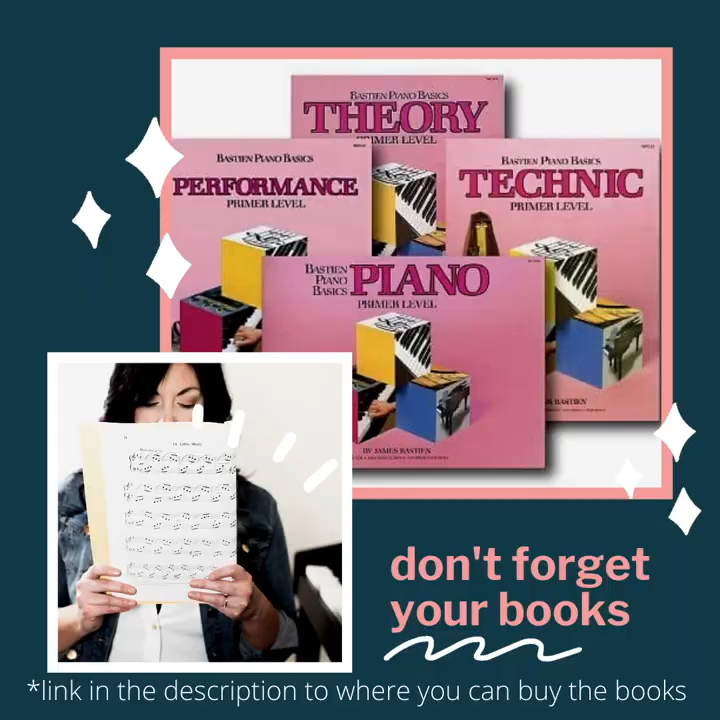 BASTIEN PIANO BASICS
THEORY
PRIMER LEVEL
BASTIEN PIANO BASICS
PERFORMANCE
PRIMER LEVEL
BASTIEN PIANO BASICS
TECHNIC
PRIMER LEVEL
BASTIEN
PIANO
BASICS
PIANO
PRIMER LEVEL
BASTIEN
BY JAMES BASTIEN
don't forget
your books
*link in the description to where you can buy the books